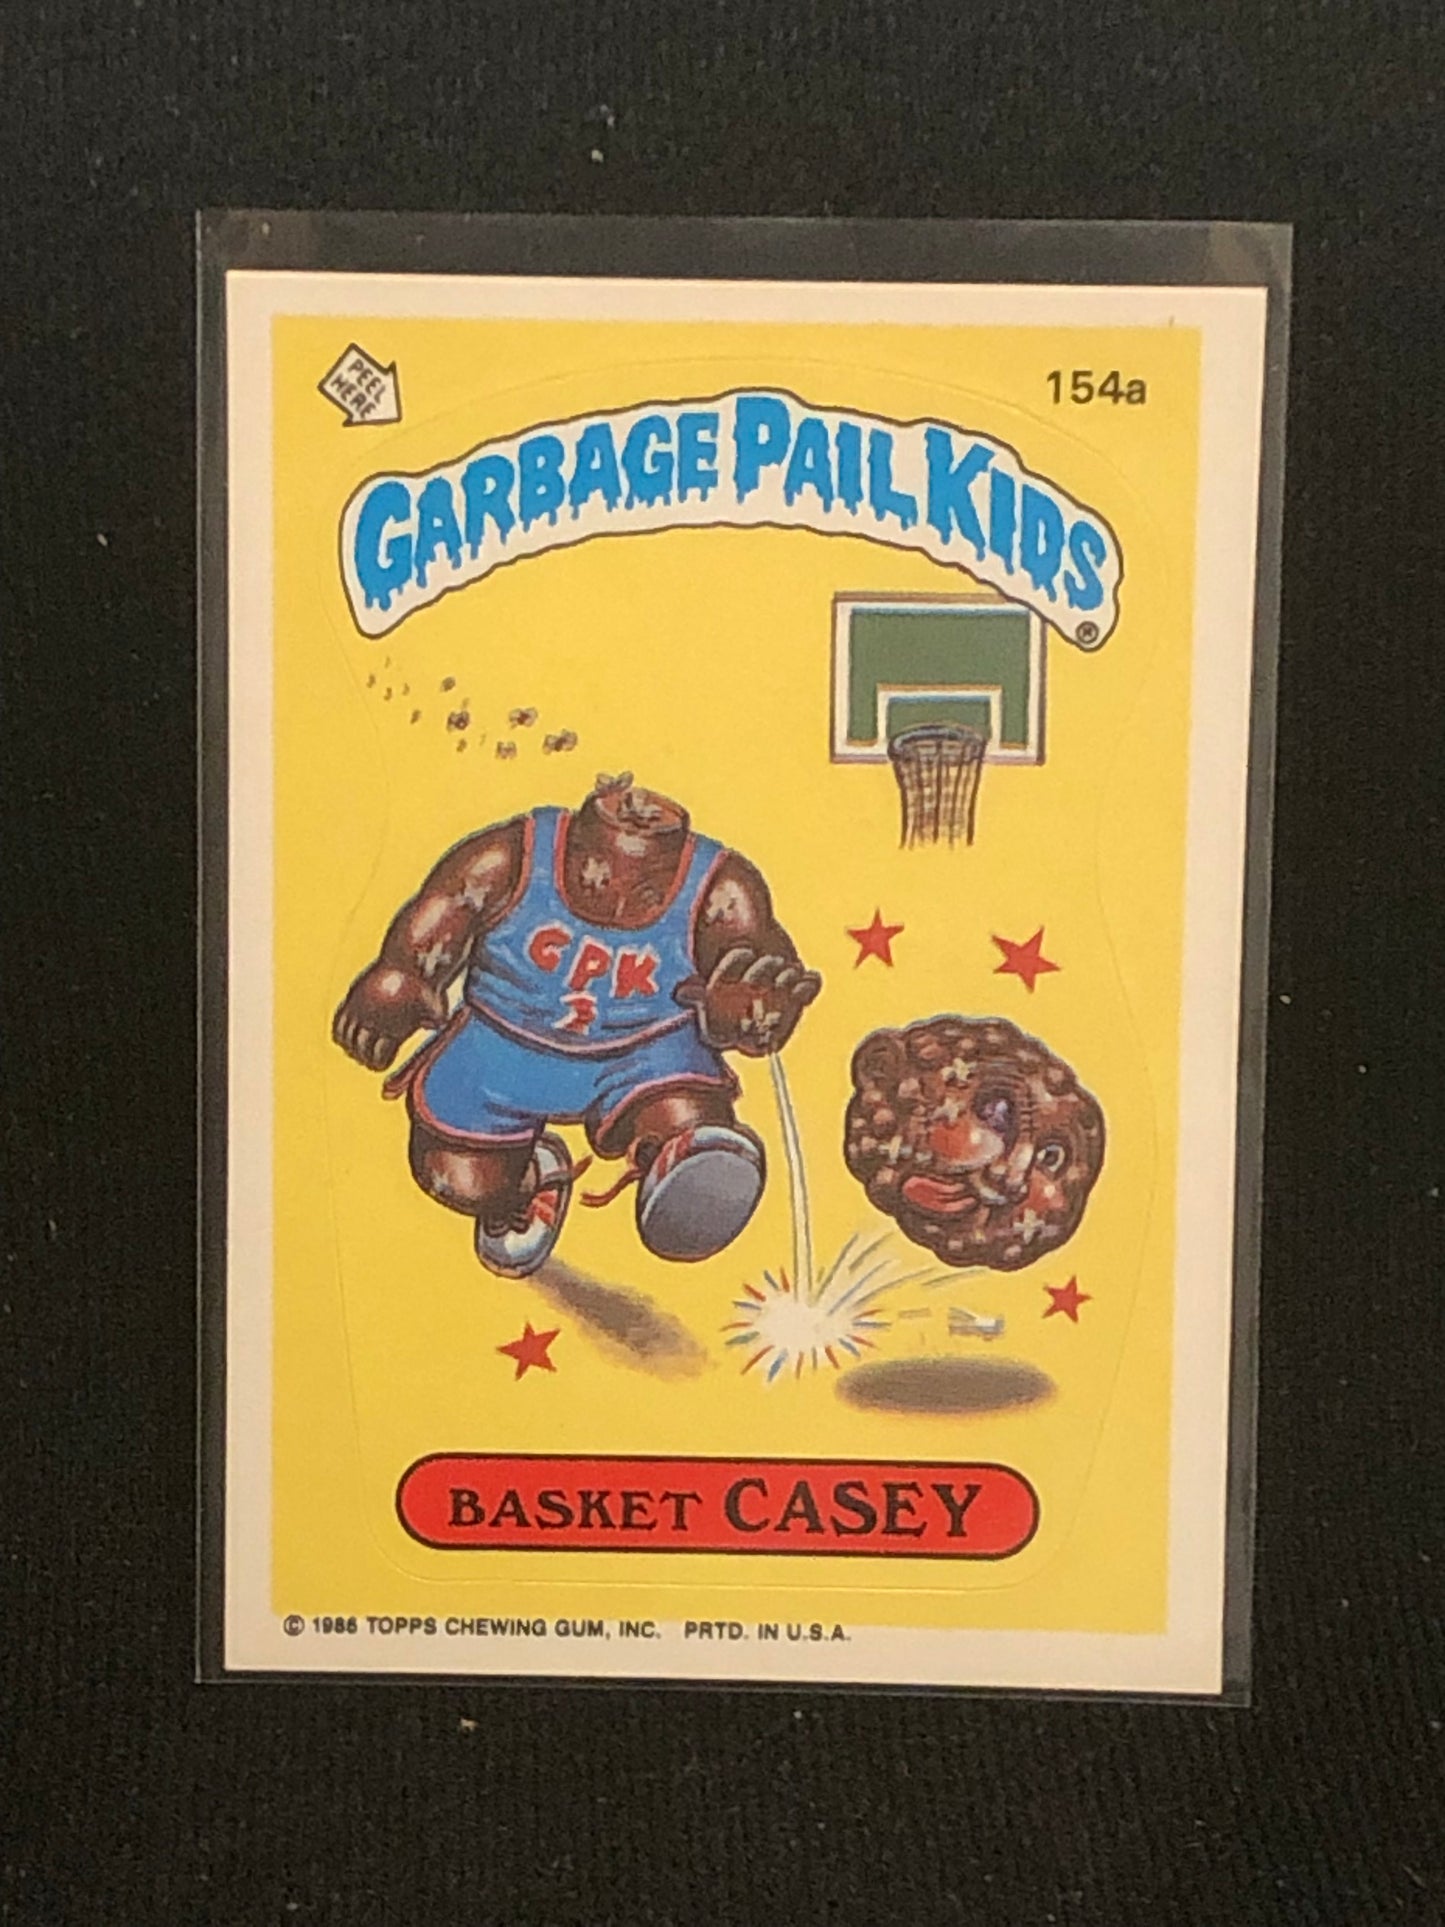 PEEL
HERE
154a
GARBAGE PAIL KIDS
®
GPK
BASKET CASEY
© 1986 TOPPS CHEWING GUM, INC. PRTD. IN U.S.A.